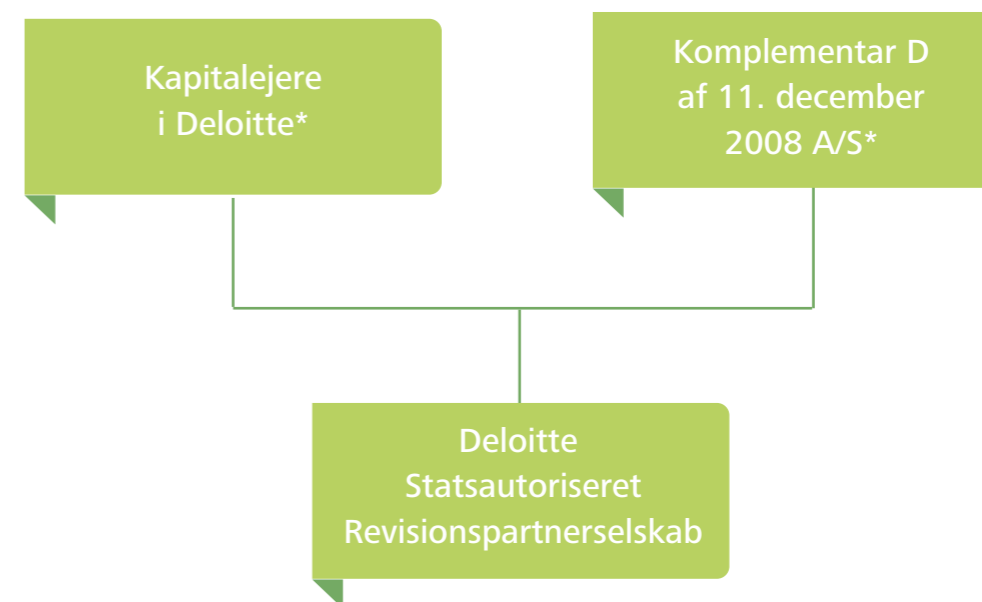 Kapitalejere
i Deloitte*
Komplementar D
af 11. december
2008 A/S*
Deloitte
Statsautoriseret
Revisionspartnerselskab